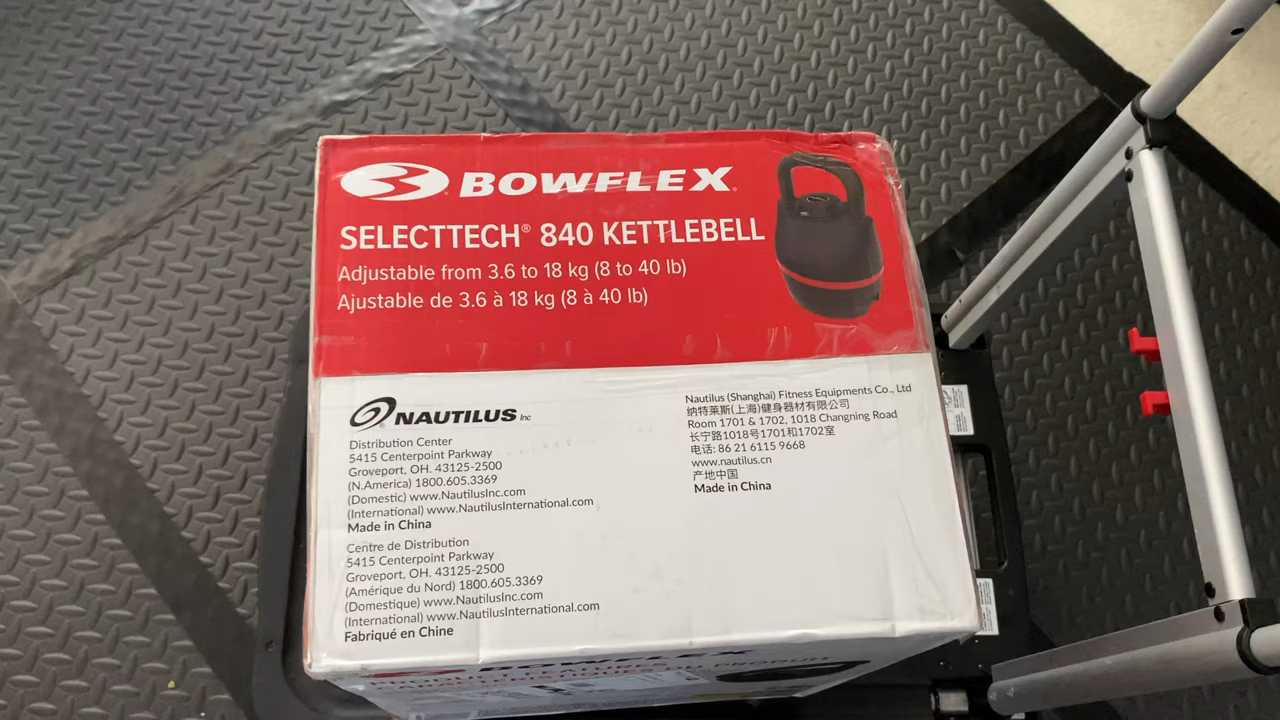 BOWFLEX
SELECTTECH® 840 KETTLEBELL
Adjustable from 3.6 to 18 kg (8 to 40 lb)
Ajustable de 3.6 à 18 kg (8 à 40 lb)
NAUTILUS Inc
Distribution Center
5415 Centerpoint Parkway
Groveport, OH. 43125-2500
(N.America) 1800.605.3369
(Domestic) www.NautilusInc.com
(International) www.NautilusInternational.com
Made in China
Centre de Distribution
5415 Centerpoint Parkway
Groveport, OH. 43125-2500
(Amérique du Nord) 1800.605.3369
(Domestique) www.NautilusInc.com
(International) www.NautilusInternational.com
Fabriqué en Chine
Nautilus (Shanghai) Fitness Equipments Co., Ltd
纳特莱斯(上海)健身器材有限公司
Room 1701 & 1702, 1018 Changning Road
长宁路1018号1701和1702室
电话: 86 21 6115 9668
www.nautilus.cn
产地中国
Made in China
BOWFLEX
PRODUCT FEATURES
DU PRODUIT